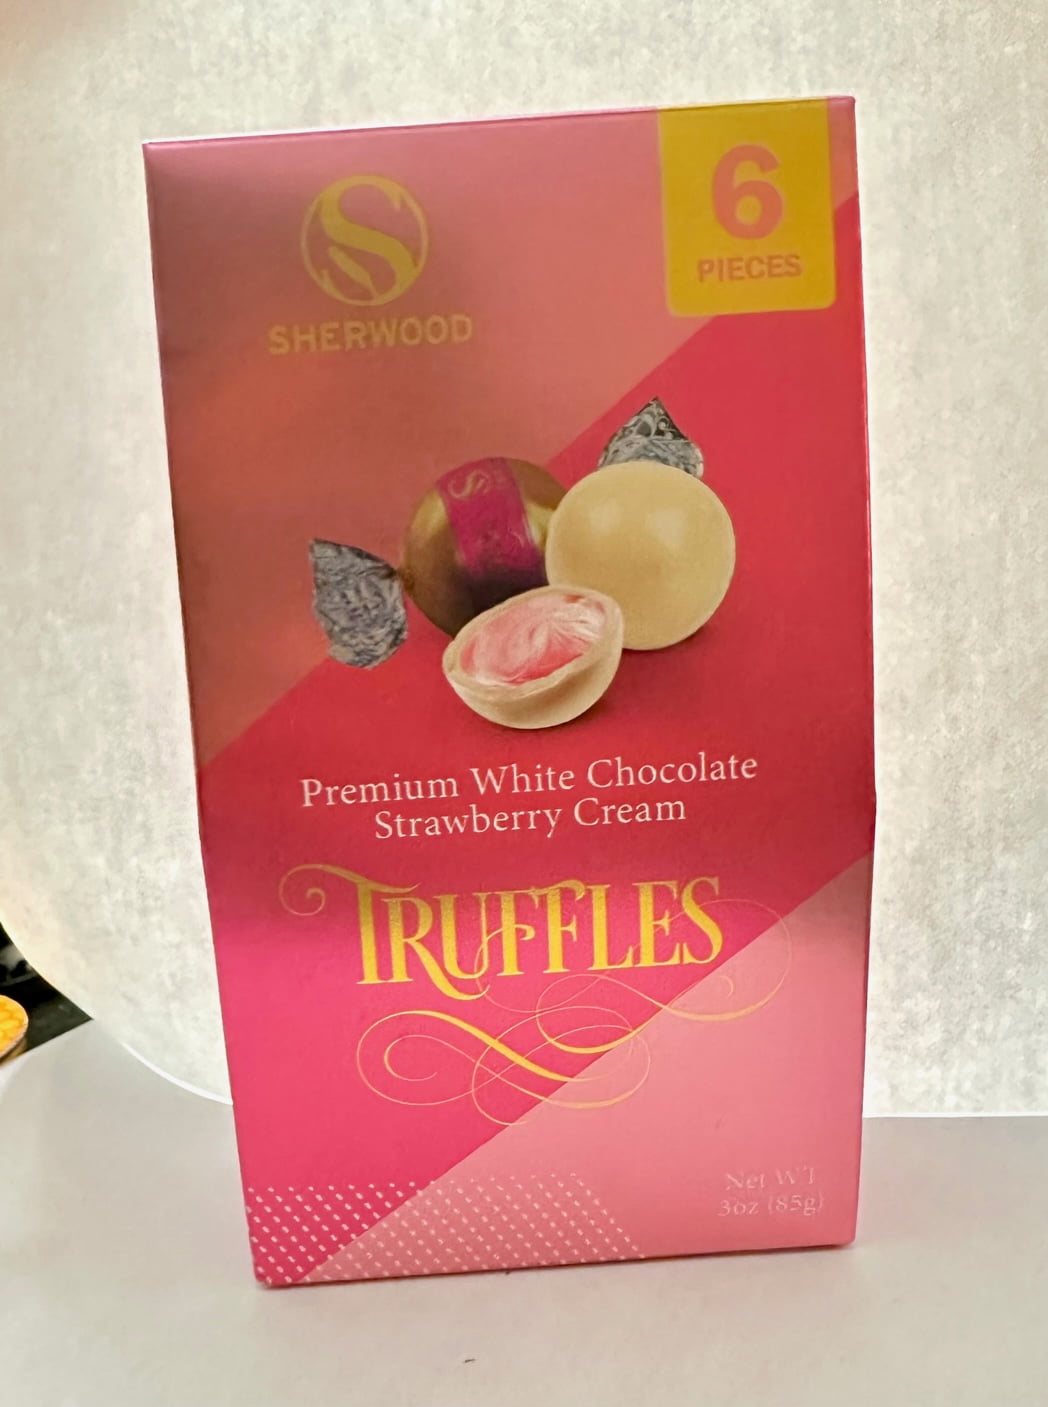 S
SHERWOOD
6
PIECES
S
Premium White Chocolate
Strawberry Cream
TRUFFLES
Net WT
3oz (85g)